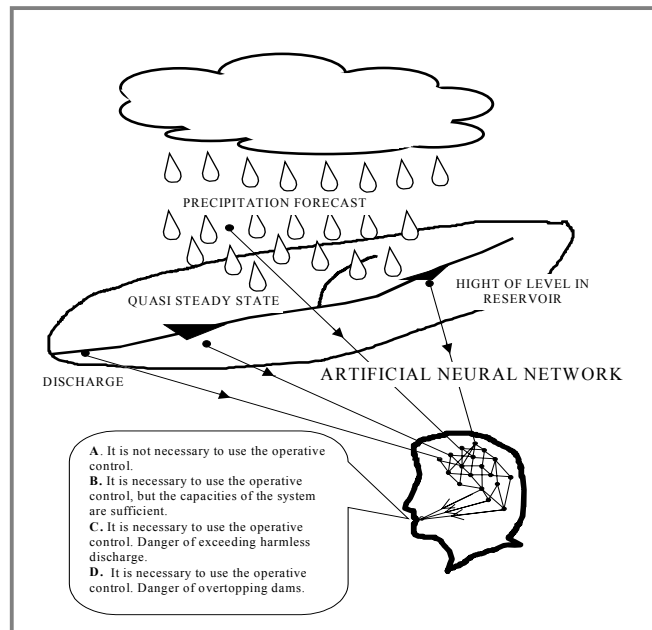 PRECIPITATION FORECAST
QUASI STEADY STATE
HIGHT OF LEVEL IN
RESERVOIR
DISCHARGE
ARTIFICIAL NEURAL NETWORK
A. It is not necessary to use the operative
control.
B. It is necessary to use the operative
control, but the capacities of the system
are sufficient.
C. It is necessary to use the operative
control. Danger of exceeding harmless
discharge.
D. It is necessary to use the operative
control. Danger of overtopping dams.